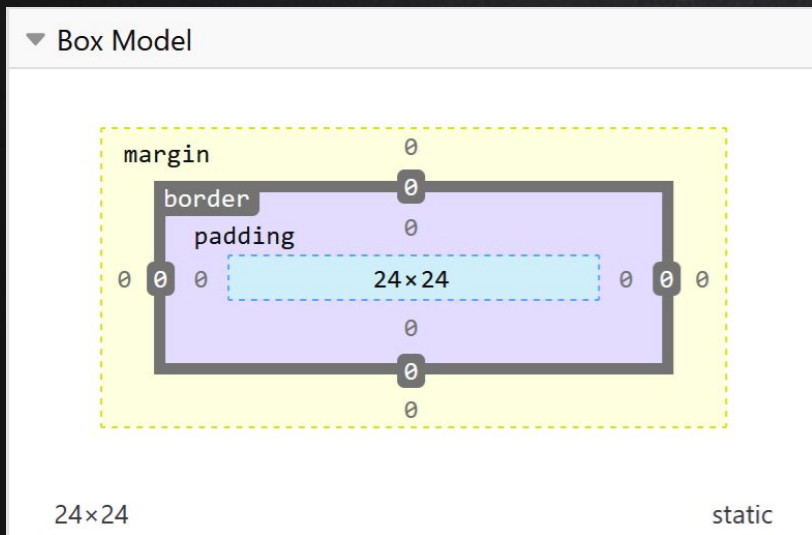 Box Model
margin 0
0
border
padding 0
0 0 0 24×24 0 0 0
0
0
0
24×24 static